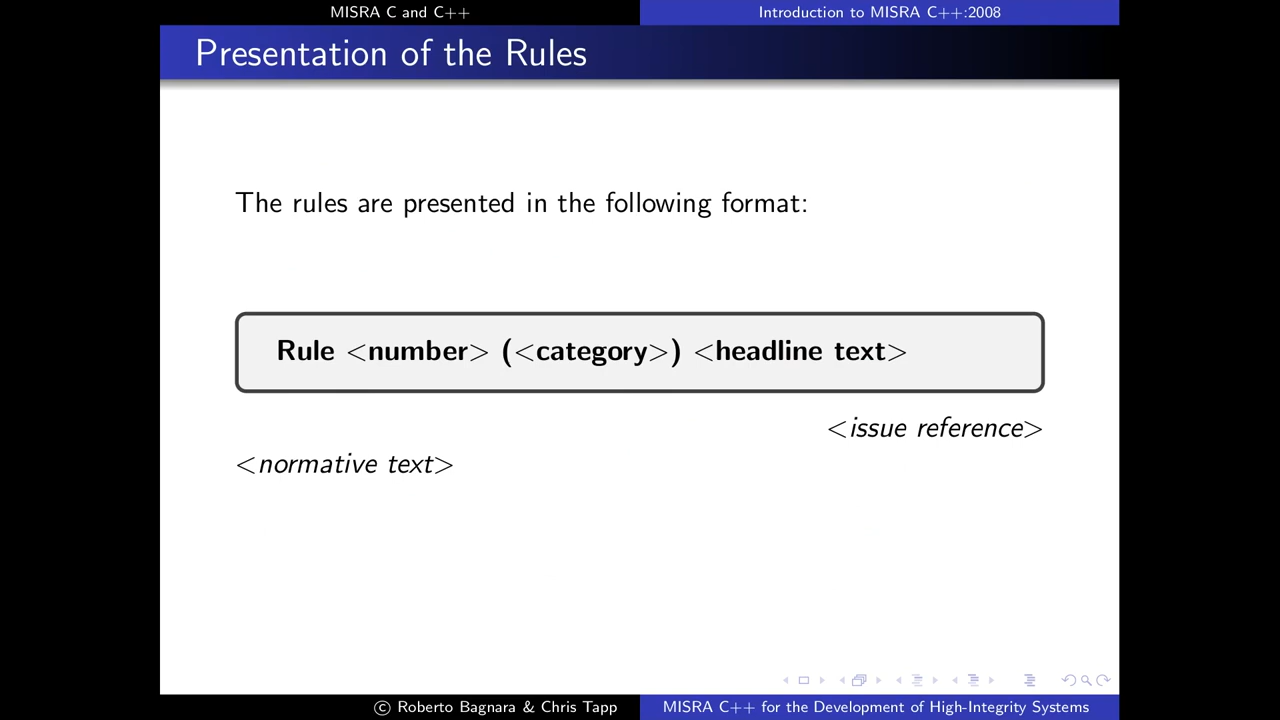 MISRA C and C++
Introduction to MISRA C++:2008
Presentation of the Rules
The rules are presented in the following format:
Rule <number> (<category>) <headline text>
<issue reference>
<normative text>
© Roberto Bagnara & Chris Tapp
MISRA C++ for the Development of High-Integrity Systems